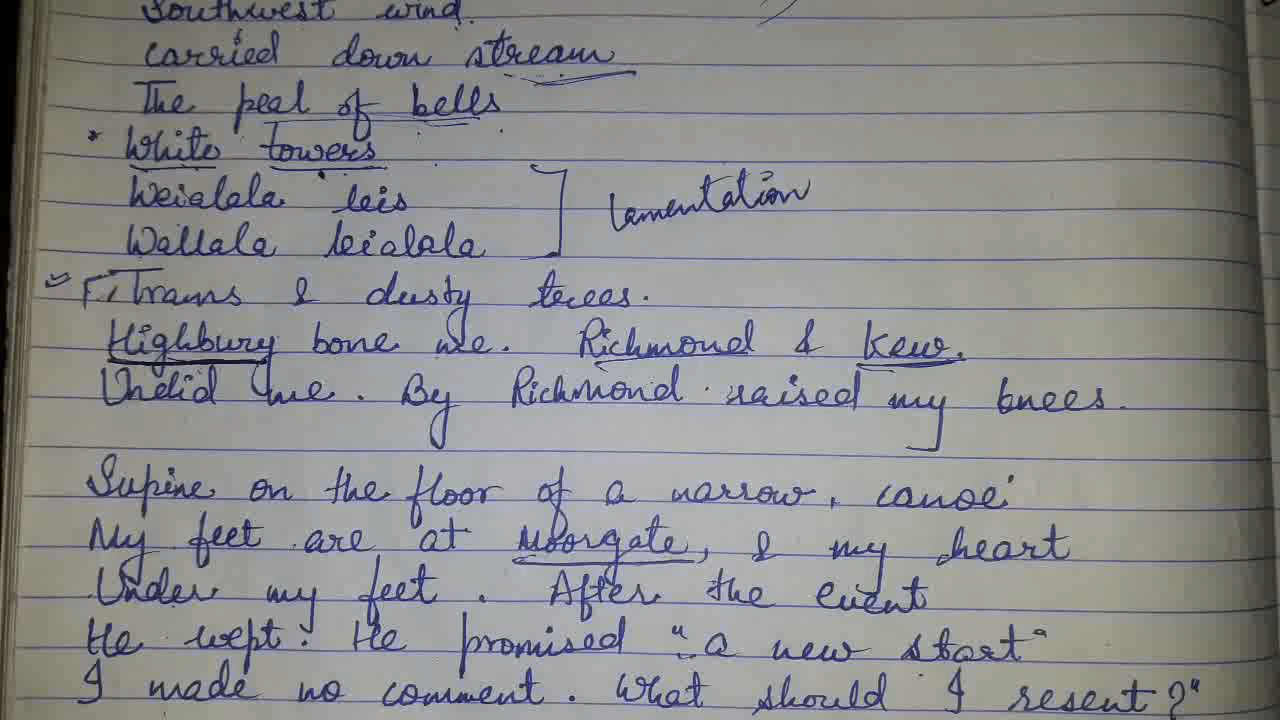 Southwest wind.
carried down stream
The peal of bells
* White towers
Weialala leis
Wallala leialala
] Lamentation
Trams & dusty trees.
Highbury bone me. Richmond & Kew.
Undid me. By Richmond raised my knees.
Supine on the floor of a narrow, canoe'
My feet are at Moorgate, & my heart
Under my feet. After the event
He wept. He promised "a new start"
I made no comment. What should I resent?"